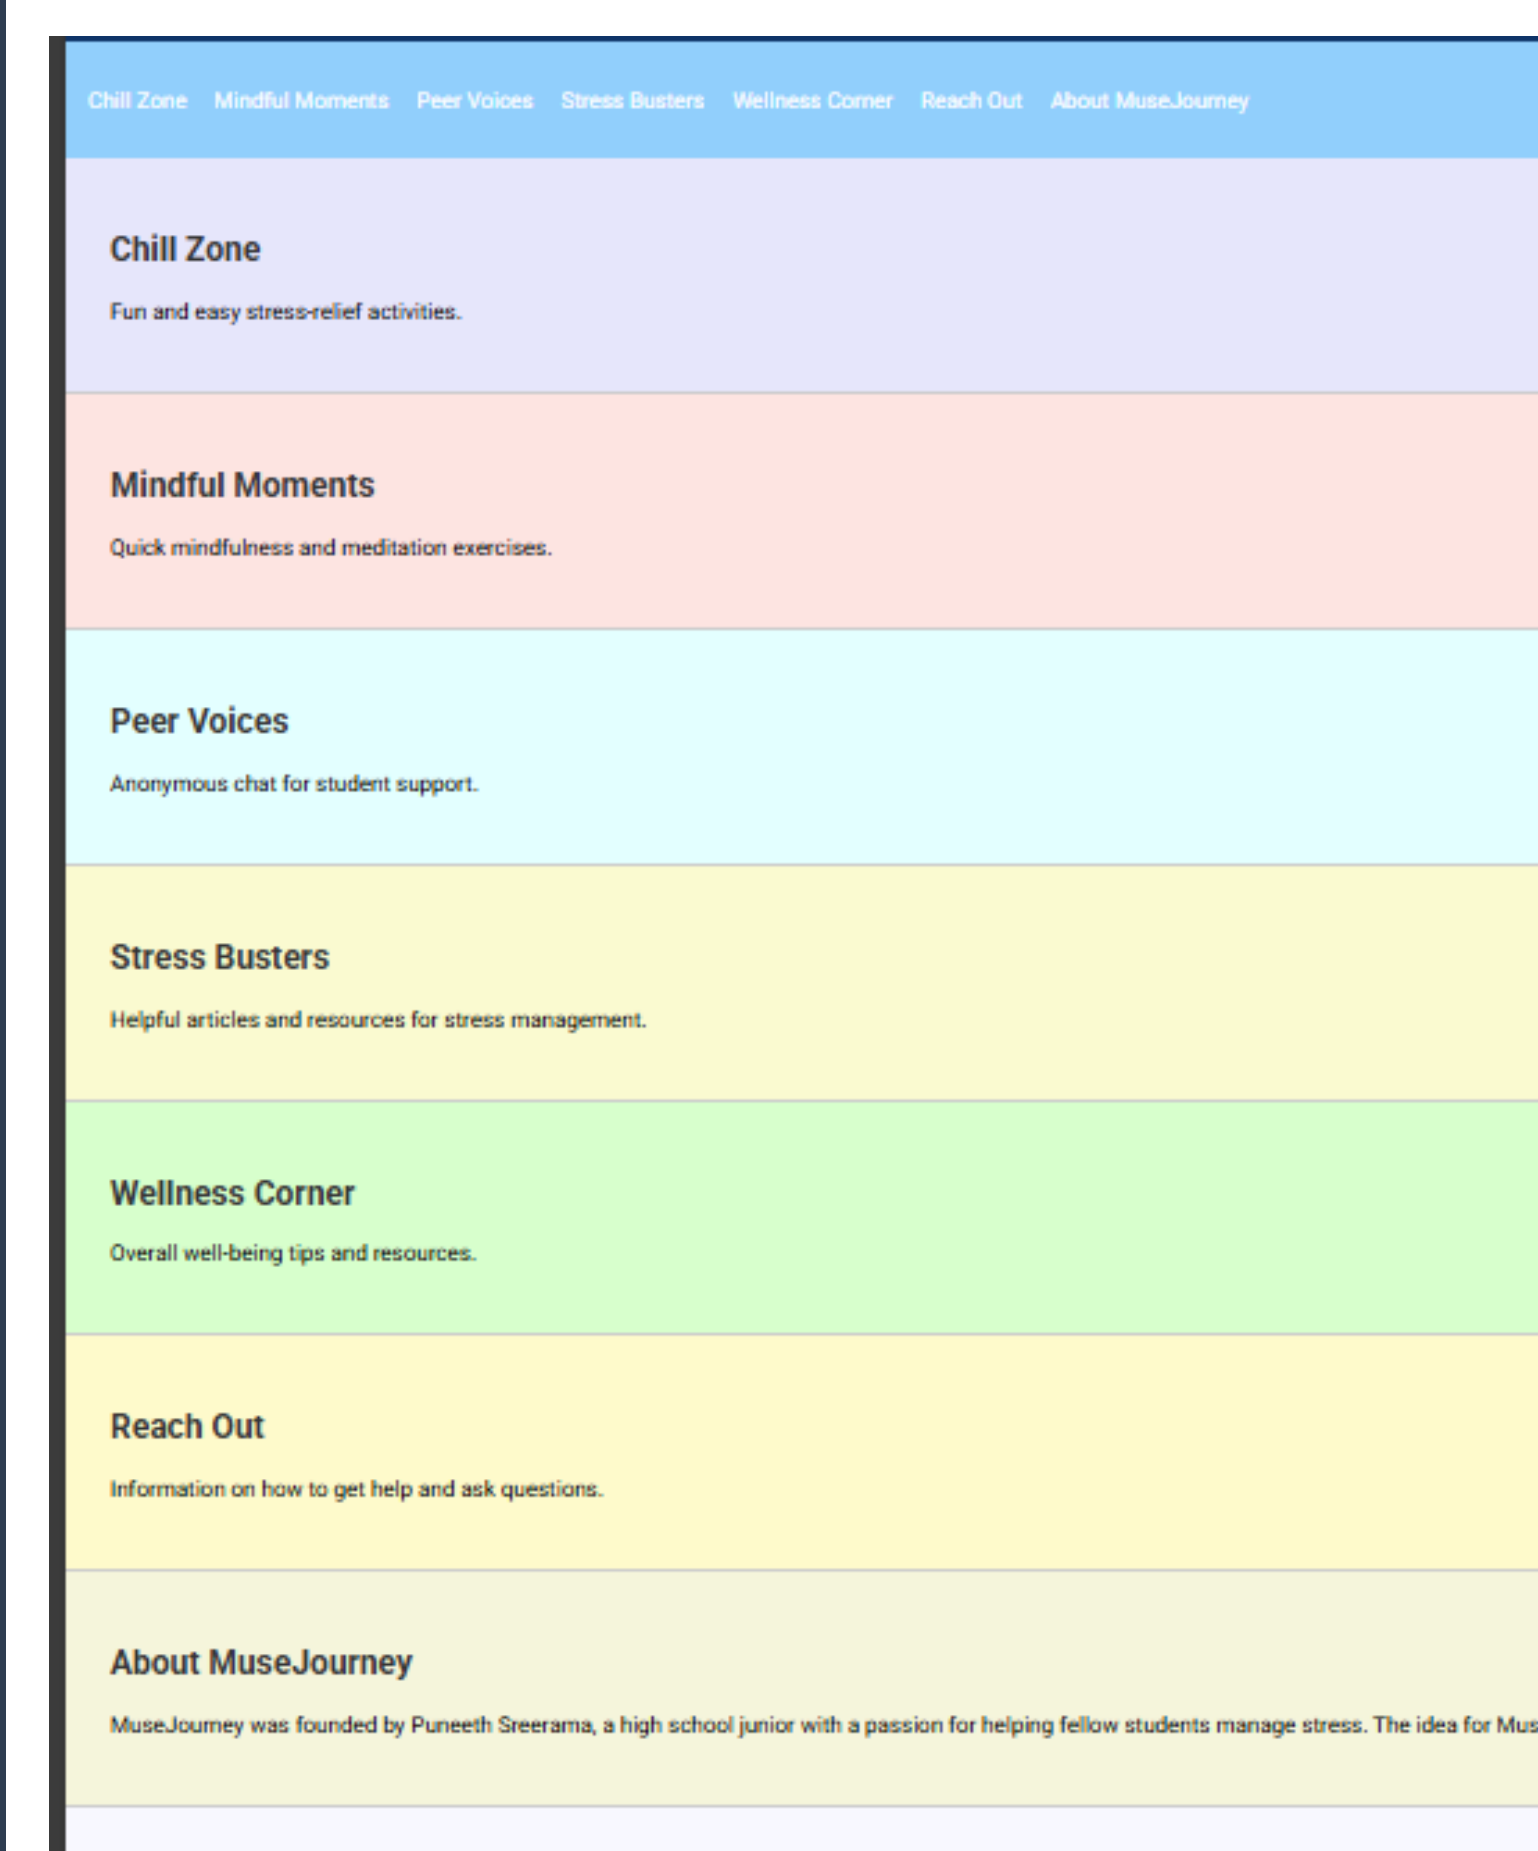 Chill Zone Mindful Moments Peer Voices Stress Busters Wellness Corner Reach Out About MuseJourney
Chill Zone
Fun and easy stress-relief activities.
Mindful Moments
Quick mindfulness and meditation exercises.
Peer Voices
Anonymous chat for student support.
Stress Busters
Helpful articles and resources for stress management.
Wellness Corner
Overall well-being tips and resources.
Reach Out
Information on how to get help and ask questions.
About MuseJourney
MuseJourney was founded by Puneeth Sreerama, a high school junior with a passion for helping fellow students manage stress. The idea for Mus